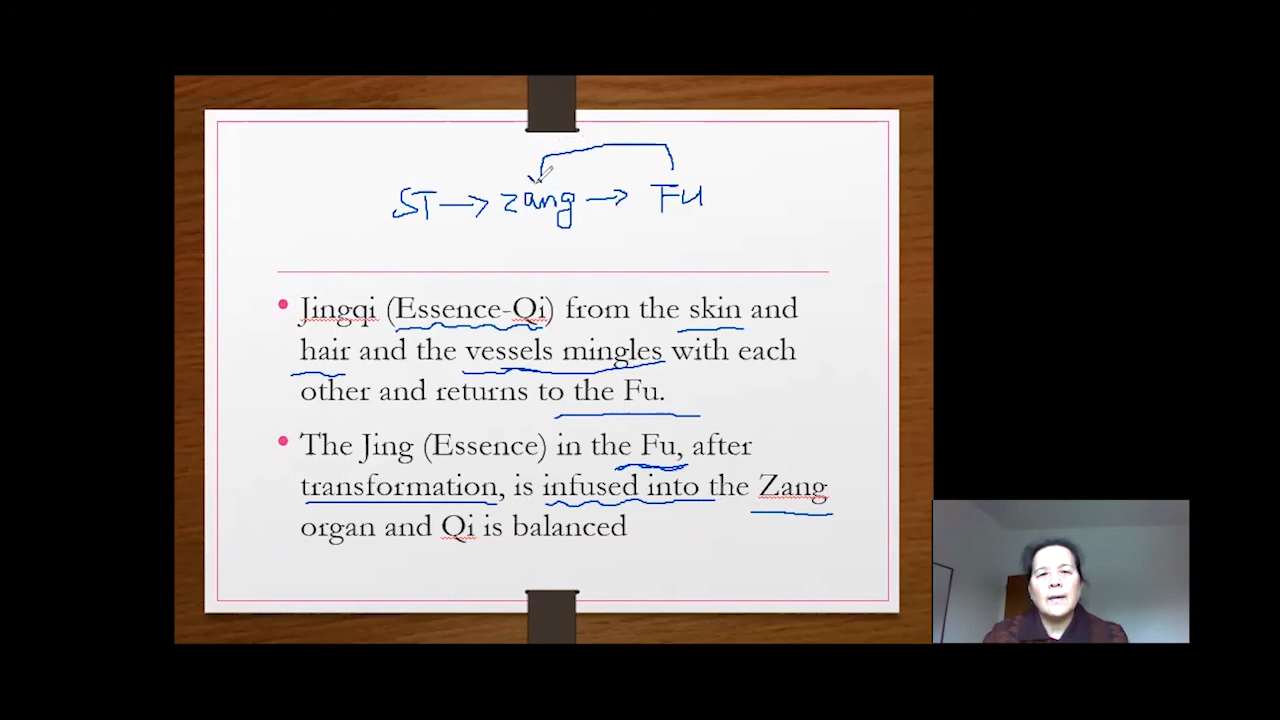 ST → Zang → Fu
• Jingqi (Essence-Qi) from the skin and
hair and the vessels mingles with each
other and returns to the Fu.
• The Jing (Essence) in the Fu, after
transformation, is infused into the Zang
organ and Qi is balanced